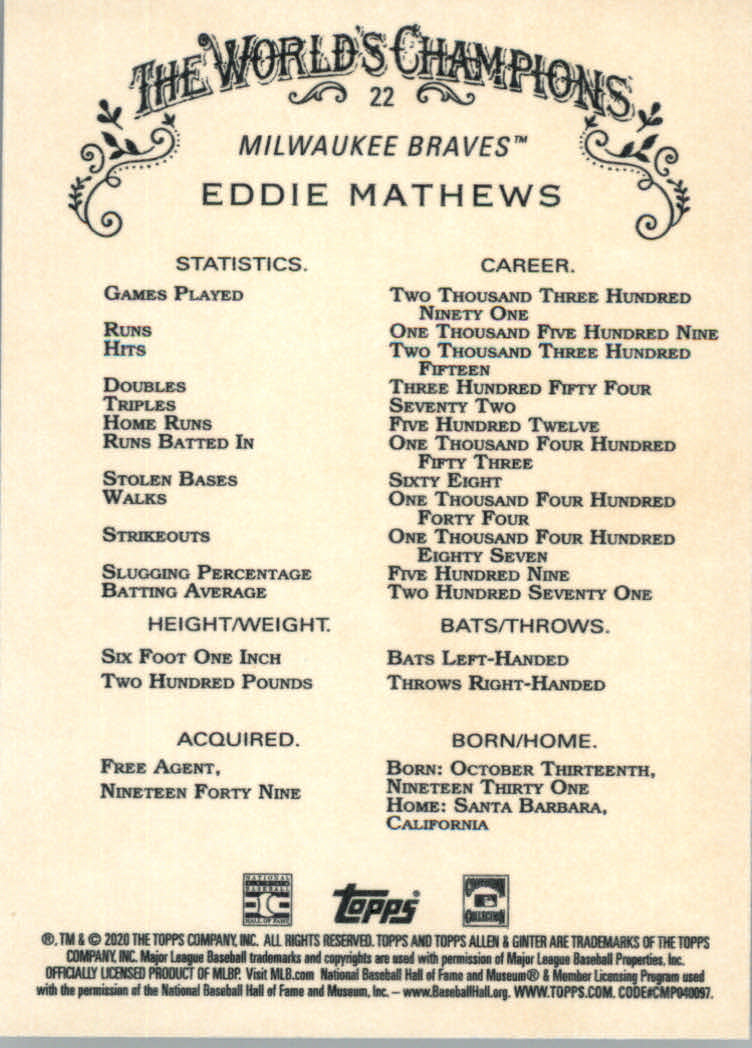 THE WORLD'S CHAMPIONS
22
MILWAUKEE BRAVES™
EDDIE MATHEWS
STATISTICS. CAREER.
GAMES PLAYED TWO THOUSAND THREE HUNDRED
NINETY ONE
RUNS ONE THOUSAND FIVE HUNDRED NINE
HITS TWO THOUSAND THREE HUNDRED
FIFTEEN
DOUBLES THREE HUNDRED FIFTY FOUR
TRIPLES SEVENTY TWO
HOME RUNS FIVE HUNDRED TWELVE
RUNS BATTED IN ONE THOUSAND FOUR HUNDRED
FIFTY THREE
STOLEN BASES SIXTY EIGHT
WALKS ONE THOUSAND FOUR HUNDRED
FORTY FOUR
STRIKEOUTS ONE THOUSAND FOUR HUNDRED
EIGHTY SEVEN
SLUGGING PERCENTAGE FIVE HUNDRED NINE
BATTING AVERAGE TWO HUNDRED SEVENTY ONE
HEIGHT/WEIGHT. BATS/THROWS.
SIX FOOT ONE INCH BATS LEFT-HANDED
TWO HUNDRED POUNDS THROWS RIGHT-HANDED
ACQUIRED. BORN/HOME.
FREE AGENT, BORN: OCTOBER THIRTEENTH,
NINETEEN FORTY NINE NINETEEN THIRTY ONE
HOME: SANTA BARBARA,
CALIFORNIA
NATIONAL
BASEBALL
HALL OF FAME
topps®
COOPERSTOWN
COLLECTION
®, TM & © 2020 THE TOPPS COMPANY, INC. ALL RIGHTS RESERVED. TOPPS AND TOPPS ALLEN & GINTER ARE TRADEMARKS OF THE TOPPS
COMPANY, INC. Major League Baseball trademarks and copyrights are used with permission of Major League Baseball Properties, Inc.
OFFICIALLY LICENSED PRODUCT OF MLBP. Visit MLB.com National Baseball Hall of Fame and Museum® & Member Licensing Program used
with the permission of the National Baseball Hall of Fame and Museum, Inc. – www.BaseballHall.org. WWW.TOPPS.COM. CODE#CMP040097.